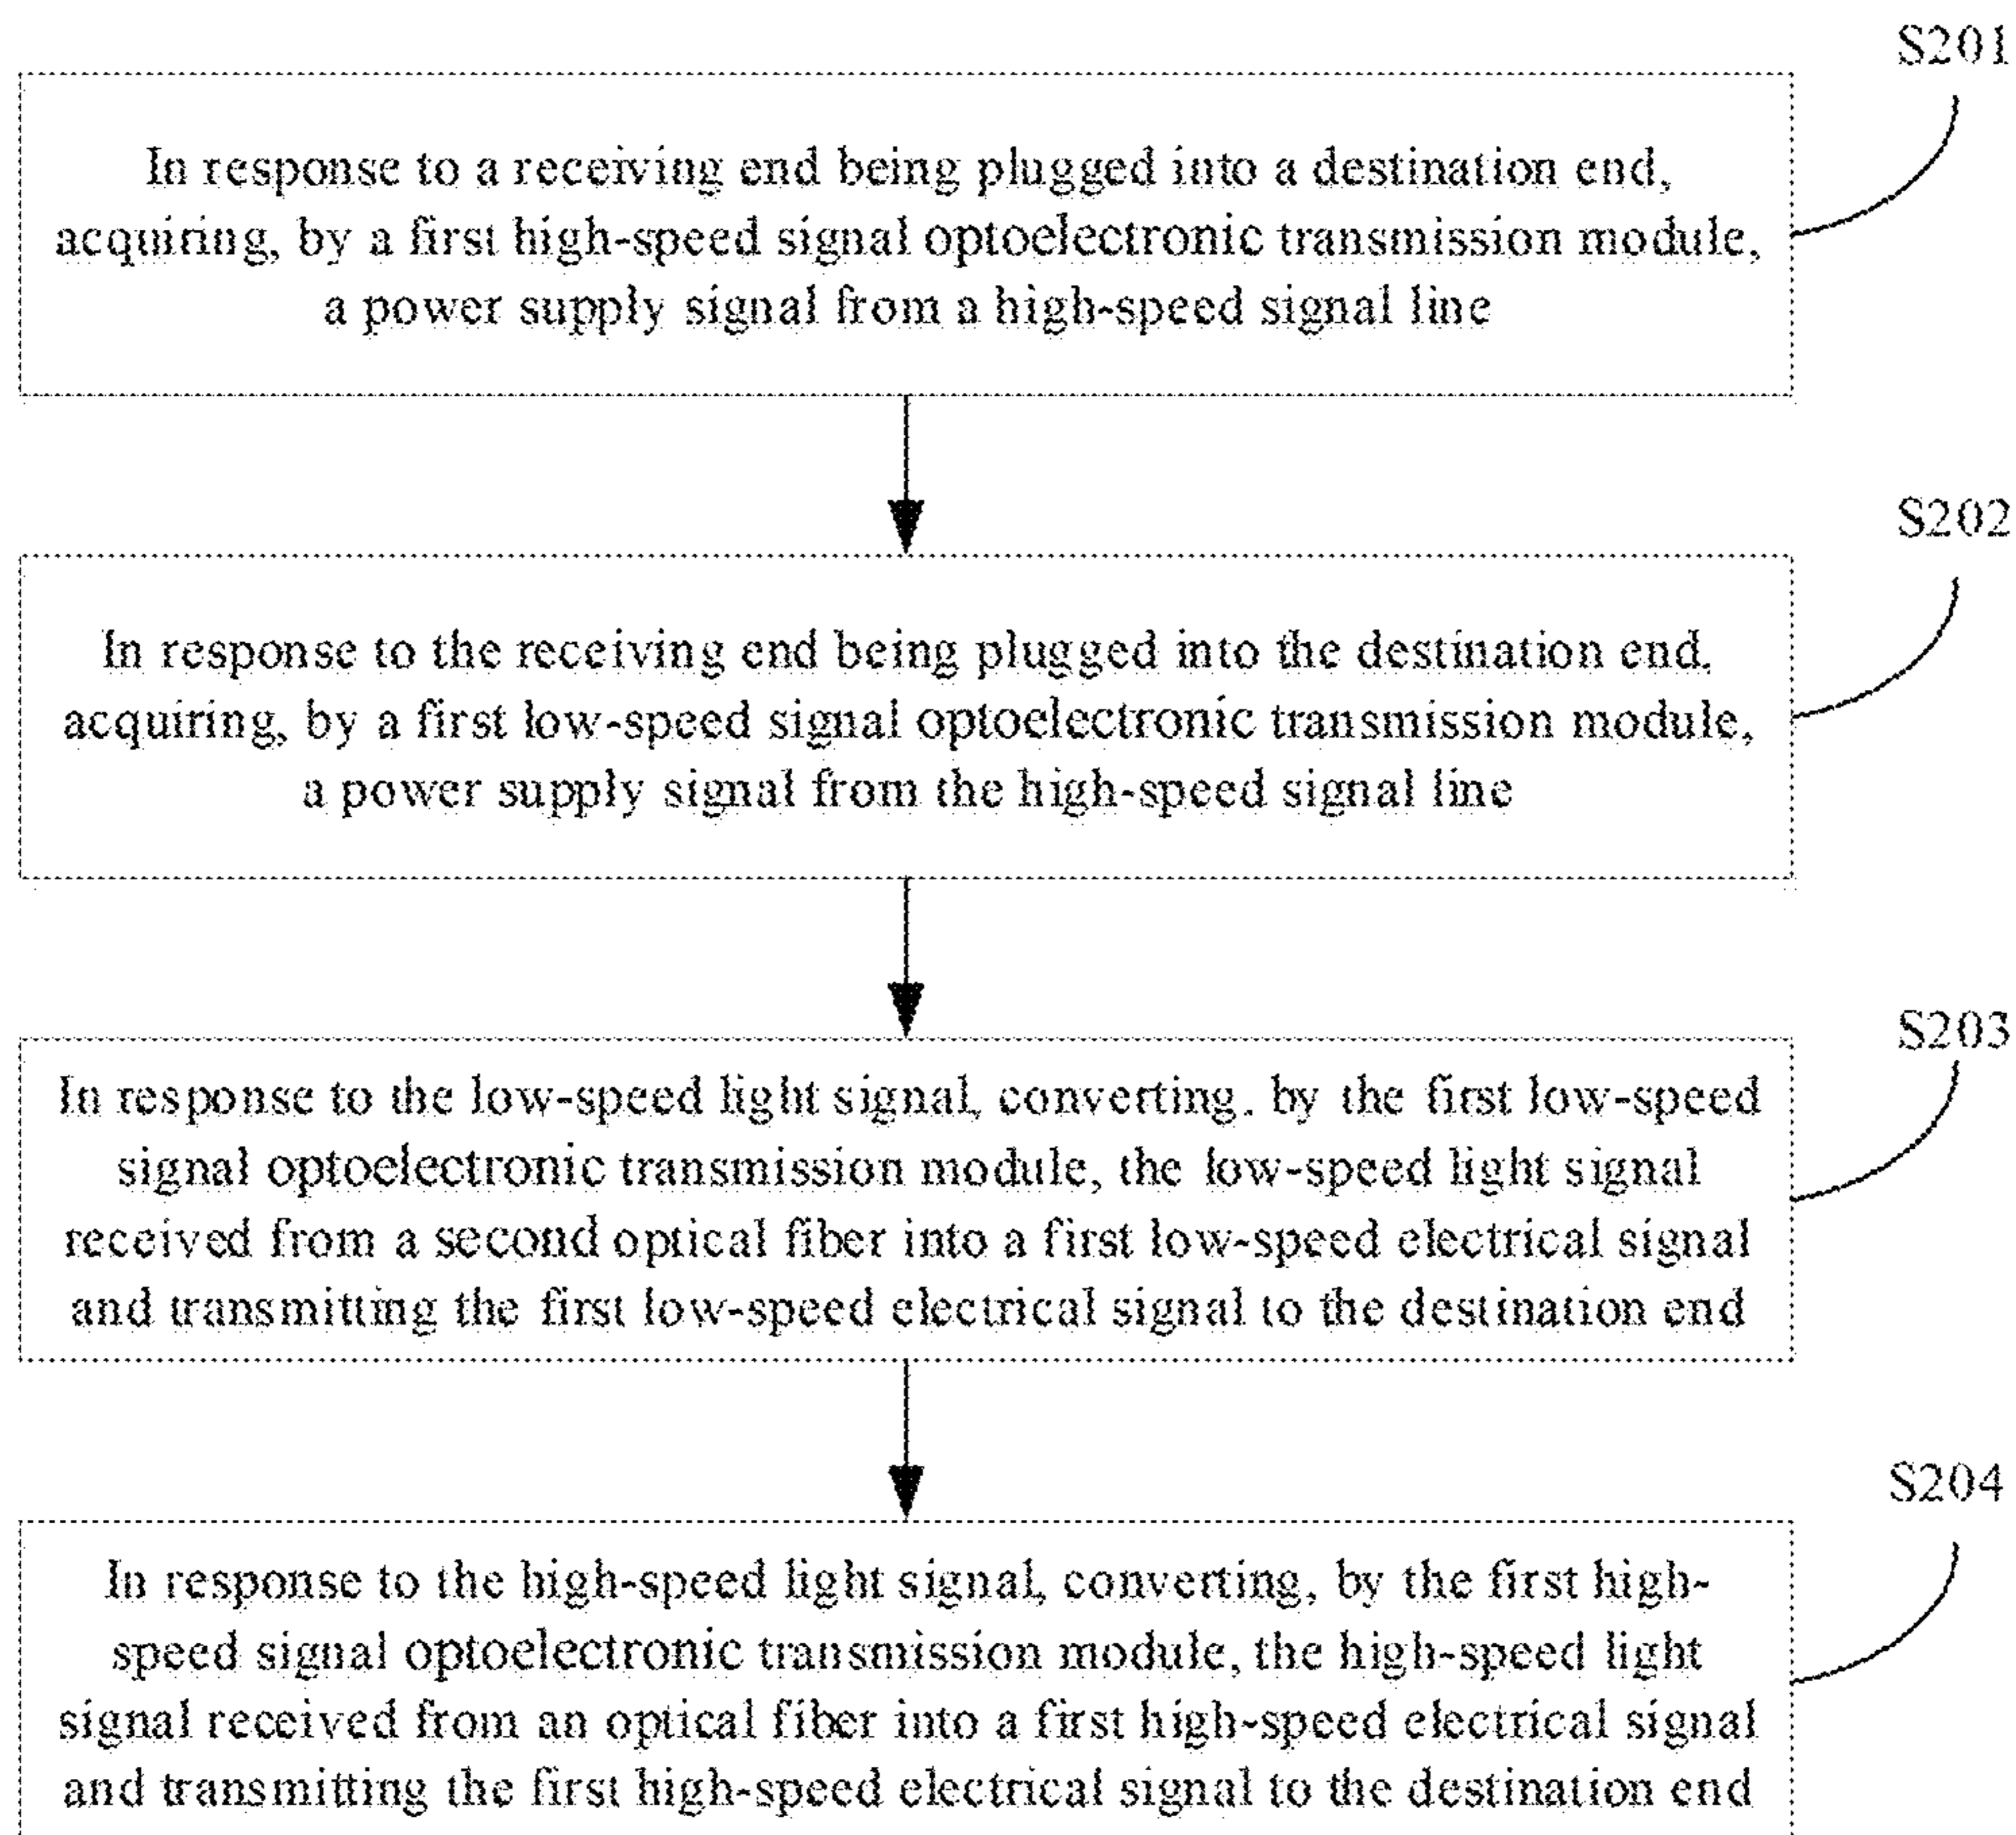 S201
In response to a receiving end being plugged into a destination end,
acquiring, by a first high-speed signal optoelectronic transmission module,
a power supply signal from a high-speed signal line
S202
In response to the receiving end being plugged into the destination end,
acquiring, by a first low-speed signal optoelectronic transmission module,
a power supply signal from the high-speed signal line
S203
In response to the low-speed light signal, converting, by the first low-speed
signal optoelectronic transmission module, the low-speed light signal
received from a second optical fiber into a first low-speed electrical signal
and transmitting the first low-speed electrical signal to the destination end
S204
In response to the high-speed light signal, converting, by the first high-
speed signal optoelectronic transmission module, the high-speed light
signal received from an optical fiber into a first high-speed electrical signal
and transmitting the first high-speed electrical signal to the destination end